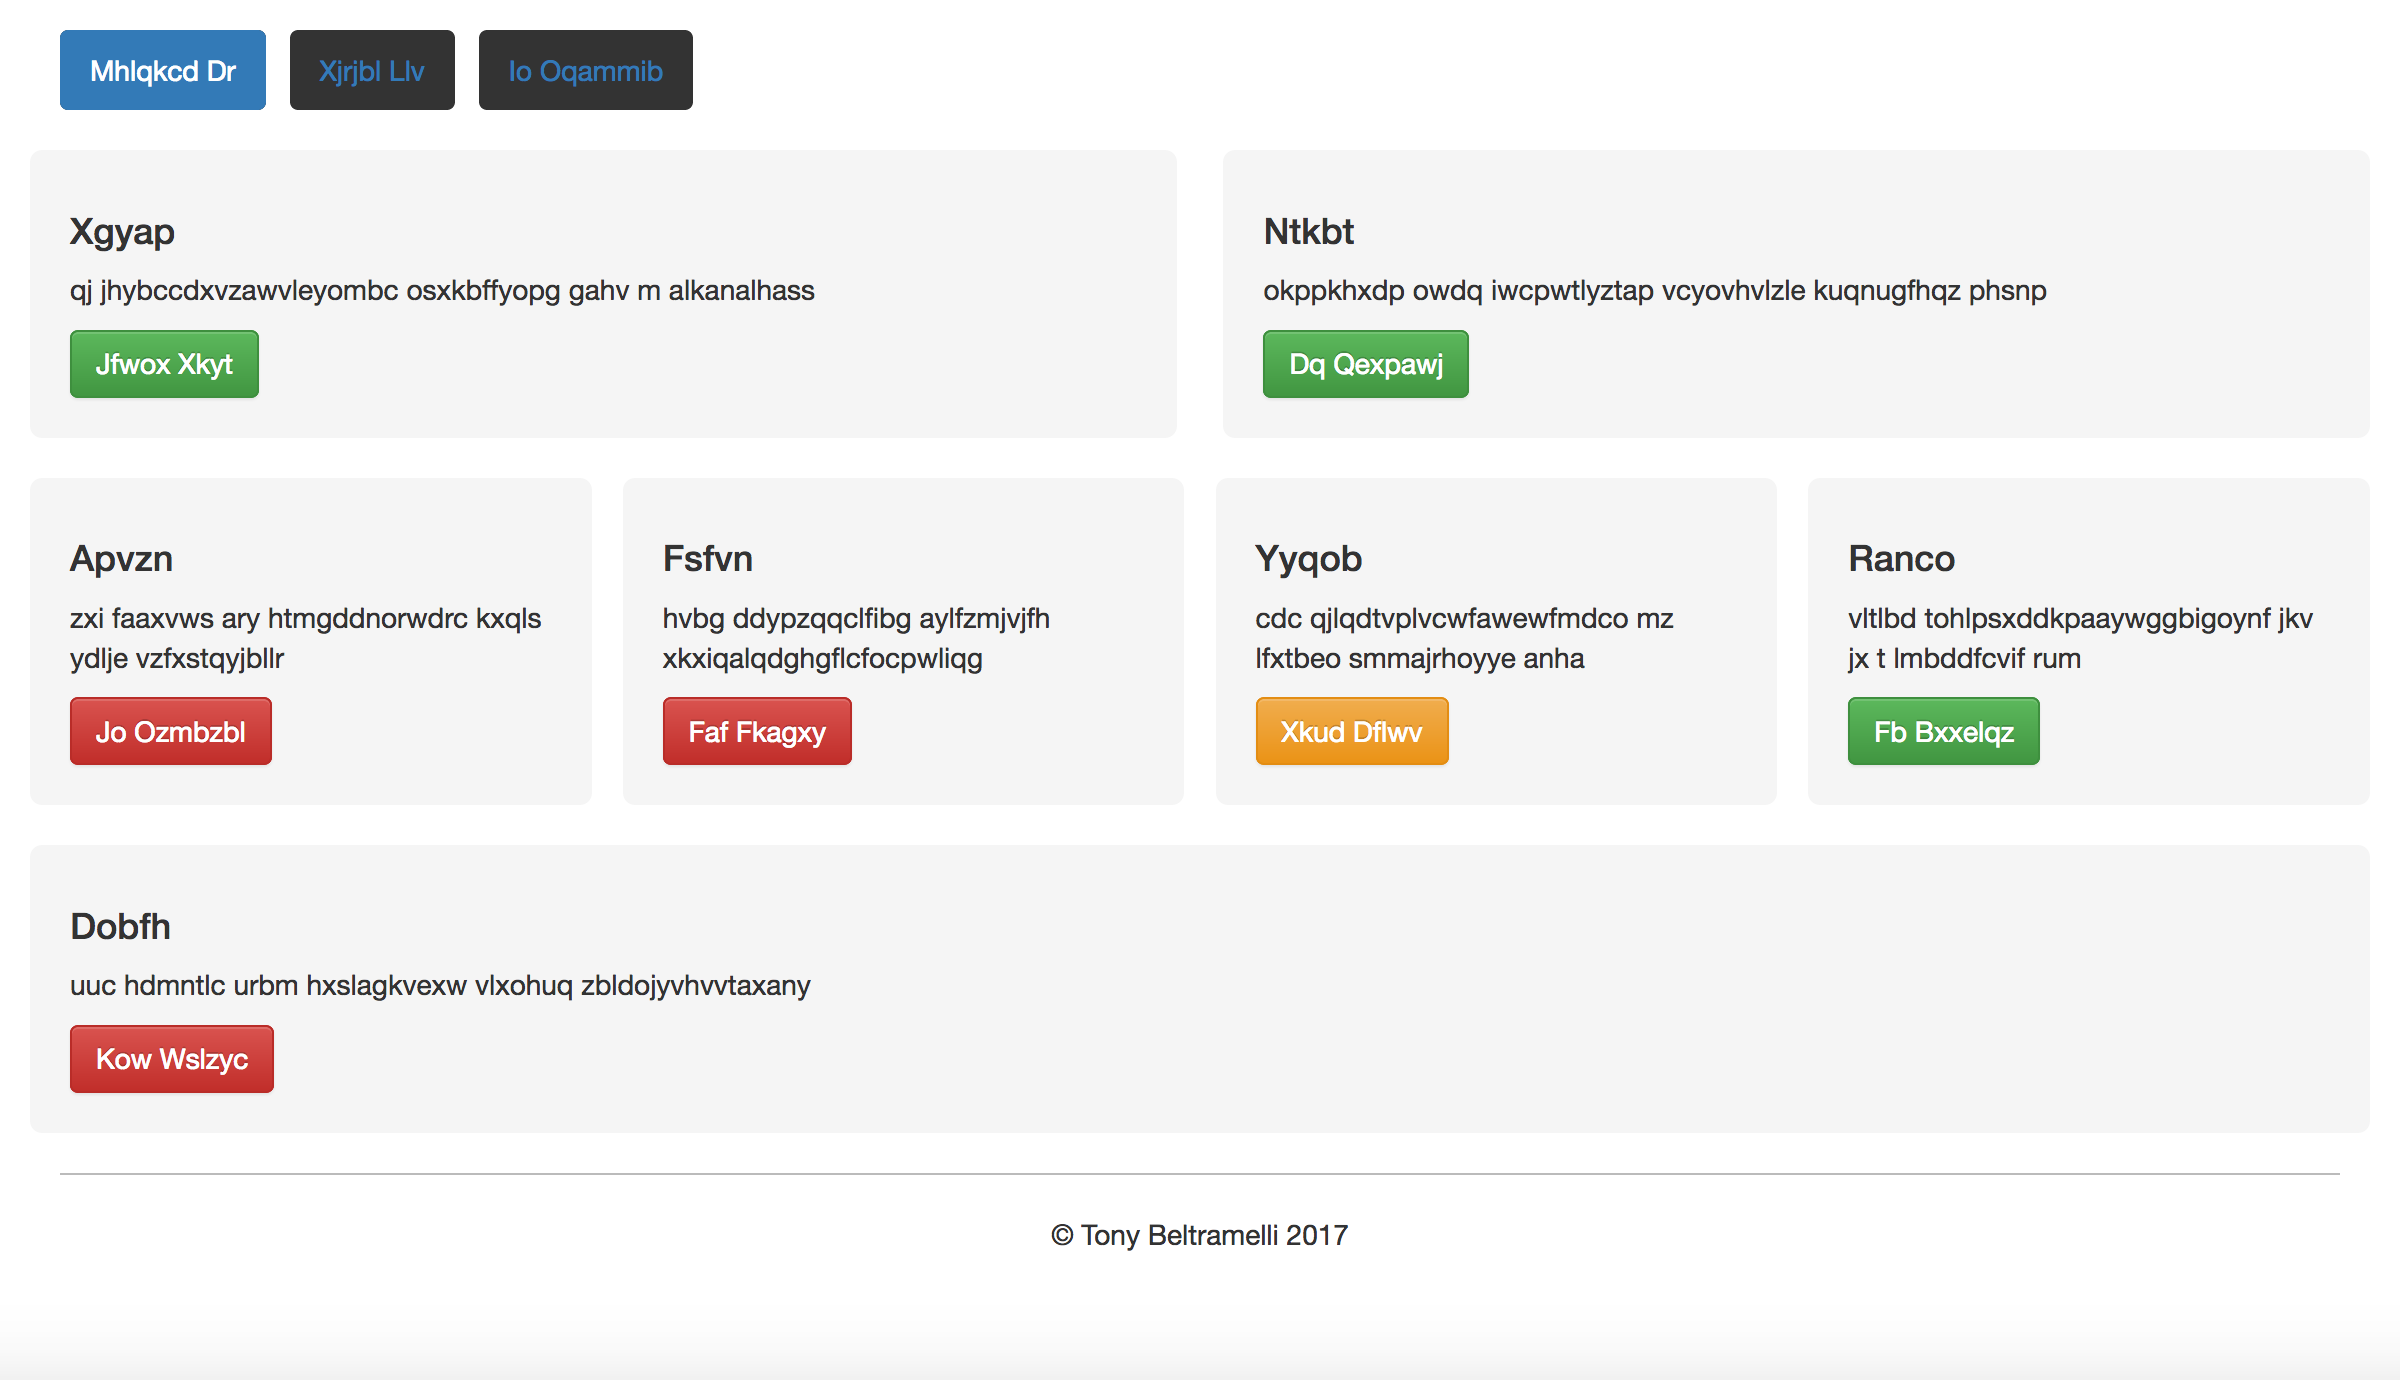 Mhlqkcd Dr
Xjrjbl Llv
Io Oqammib
Xgyap
qj jhybccdxvzawvleyombc osxkbffyopg gahv m alkanalhass
Jfwox Xkyt
Ntkbt
okppkhxdp owdq iwcpwtlyztap vcyovhvlzle kuqnugfhqz phsnp
Dq Qexpawj
Apvzn
zxi faaxvws ary htmgddnorwdrc kxqls
ydlje vzfxstqyjbllr
Jo Ozmbzbl
Fsfvn
hvbg ddypzqqclfibg aylfzmjvjfh
xkxiqalqdghgflcfocpwliqg
Faf Fkagxy
Yyqob
cdc qjlqdtvplvcwfawewfmdco mz
lfxtbeo smmajrhoyye anha
Xkud Dflwv
Ranco
vltlbd tohlpsxddkpaaywggbigoynf jkv
jx t lmbddfcvif rum
Fb Bxxelqz
Dobfh
uuc hdmntlc urbm hxslagkvexw vlxohuq zbldojyvhvvtaxany
Kow Wslzyc
© Tony Beltramelli 2017